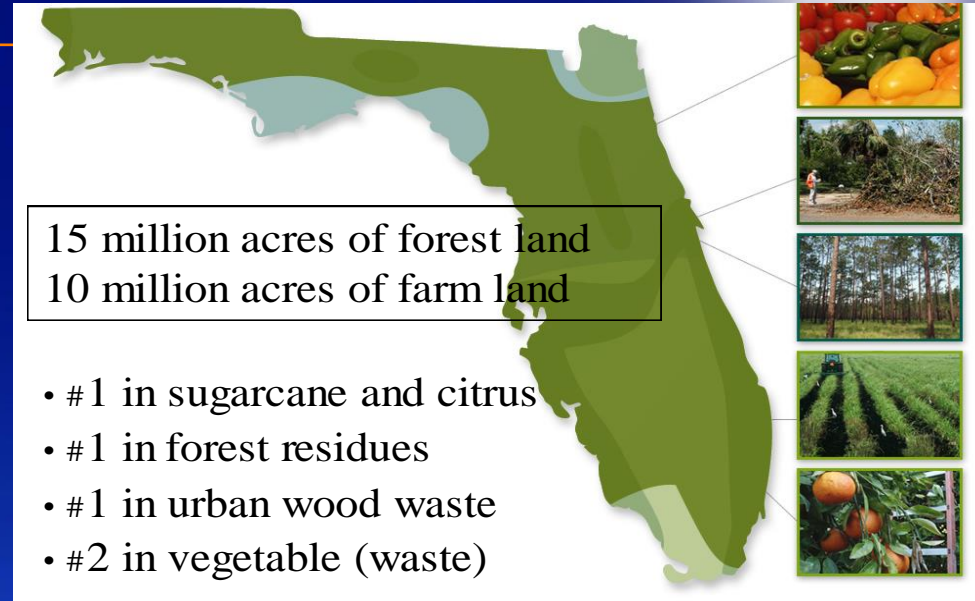 15 million acres of forest land
10 million acres of farm land
• #1 in sugarcane and citrus
• #1 in forest residues
• #1 in urban wood waste
• #2 in vegetable (waste)